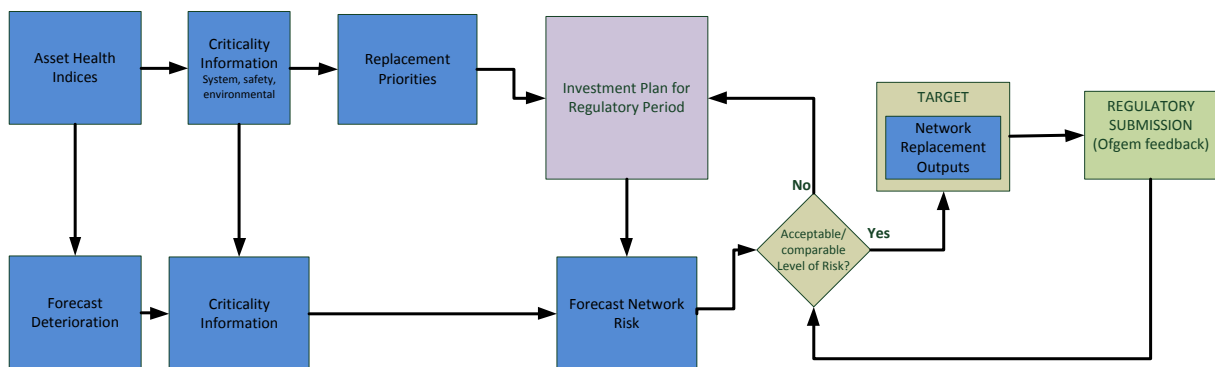 Asset Health
Indices
Criticality
Information
System, safety,
environmental
Replacement
Priorities
Investment Plan for
Regulatory Period
TARGET
Network
Replacement
Outputs
REGULATORY
SUBMISSION
(Ofgem feedback)
No
Yes
Acceptable/
comparable
Level of Risk?
Forecast
Deterioration
Criticality
Information
Forecast Network
Risk